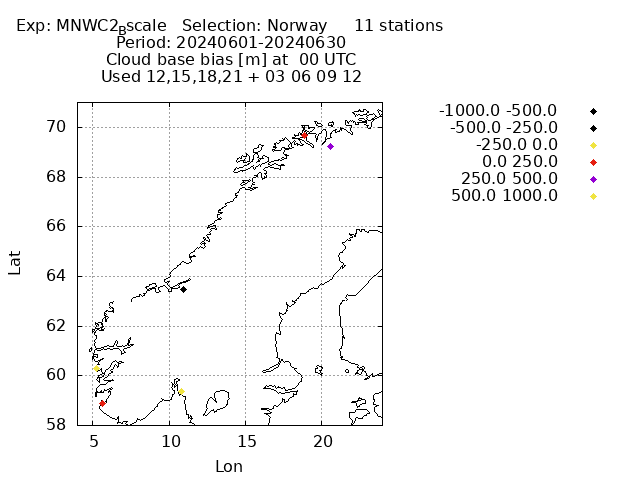 Exp: MNWC2Bscale   Selection: Norway      11 stations
Period: 20240601-20240630
Cloud base bias [m] at  00 UTC
Used 12,15,18,21 + 03 06 09 12
-1000.0 -500.0
-500.0 -250.0
-250.0 0.0
0.0 250.0
250.0 500.0
500.0 1000.0
70
68
66
64
62
60
58
Lat
5 10 15 20
Lon